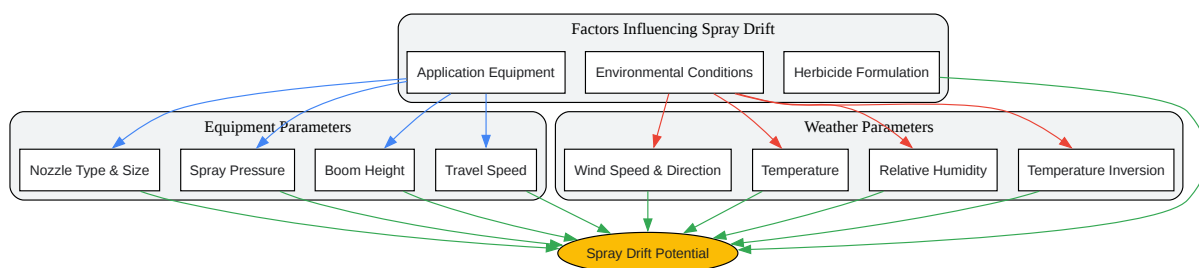 Factors Influencing Spray Drift
Application Equipment
Environmental Conditions
Herbicide Formulation
Equipment Parameters
Weather Parameters
Nozzle Type & Size
Spray Pressure
Boom Height
Travel Speed
Wind Speed & Direction
Temperature
Relative Humidity
Temperature Inversion
Spray Drift Potential